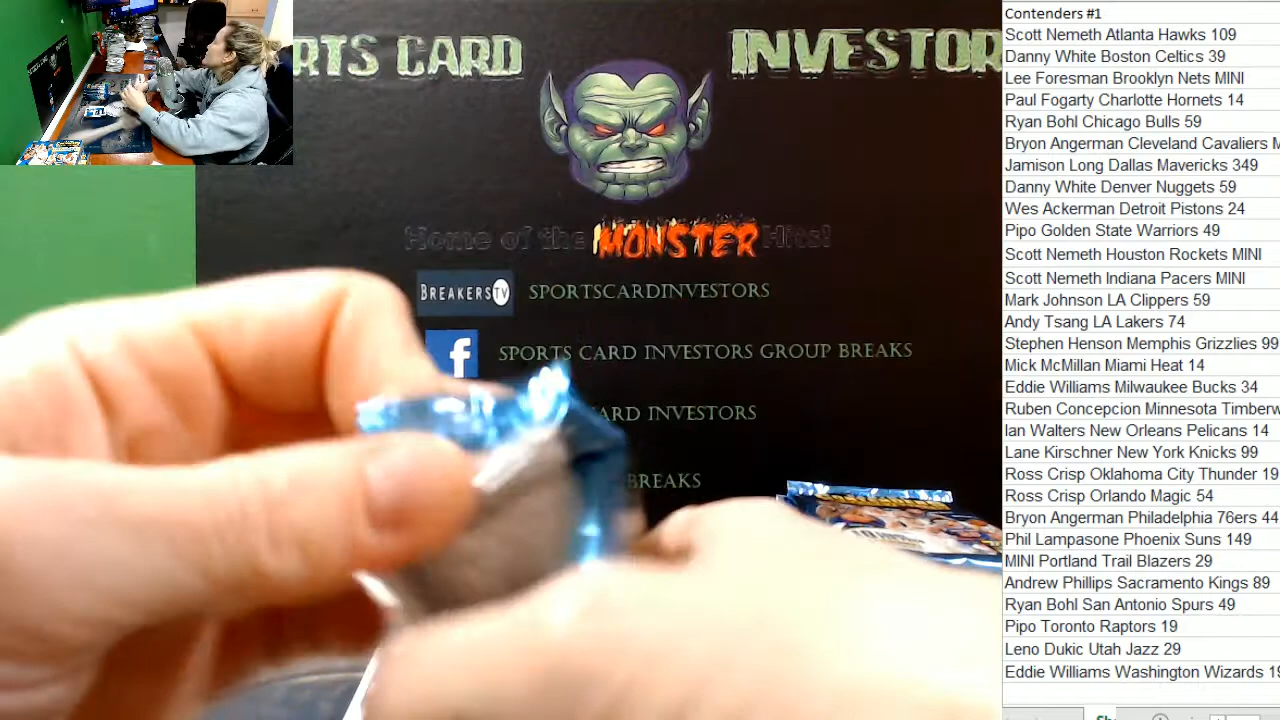 RTS CARD INVESTOR
Home of the MONSTER Hits!
BREAKERSTV SPORTSCARDINVESTORS
f SPORTS CARD INVESTORS GROUP BREAKS
ARD INVESTORS
BREAKS
Contenders #1
Scott Nemeth Atlanta Hawks 109
Danny White Boston Celtics 39
Lee Foresman Brooklyn Nets MINI
Paul Fogarty Charlotte Hornets 14
Ryan Bohl Chicago Bulls 59
Bryon Angerman Cleveland Cavaliers M
Jamison Long Dallas Mavericks 349
Danny White Denver Nuggets 59
Wes Ackerman Detroit Pistons 24
Pipo Golden State Warriors 49
Scott Nemeth Houston Rockets MINI
Scott Nemeth Indiana Pacers MINI
Mark Johnson LA Clippers 59
Andy Tsang LA Lakers 74
Stephen Henson Memphis Grizzlies 99
Mick McMillan Miami Heat 14
Eddie Williams Milwaukee Bucks 34
Ruben Concepcion Minnesota Timberw
Ian Walters New Orleans Pelicans 14
Lane Kirschner New York Knicks 99
Ross Crisp Oklahoma City Thunder 19
Ross Crisp Orlando Magic 54
Bryon Angerman Philadelphia 76ers 44
Phil Lampasone Phoenix Suns 149
MINI Portland Trail Blazers 29
Andrew Phillips Sacramento Kings 89
Ryan Bohl San Antonio Spurs 49
Pipo Toronto Raptors 19
Leno Dukic Utah Jazz 29
Eddie Williams Washington Wizards 19